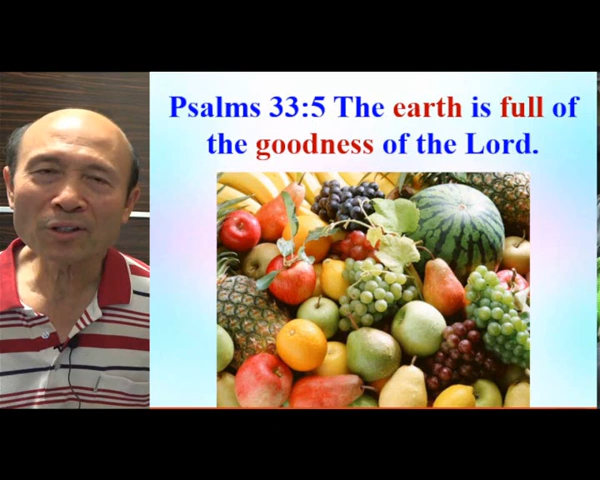 Psalms 33:5 The earth is full of
the goodness of the Lord.